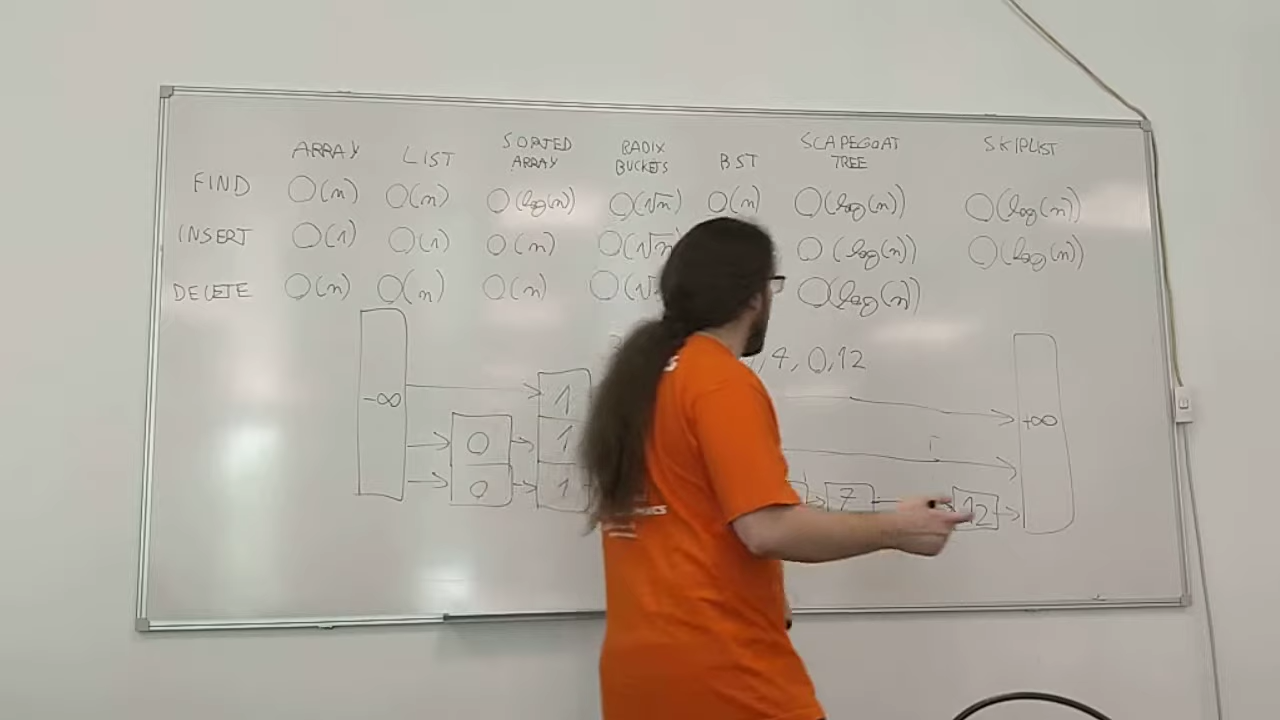 ARRAY LIST SORTED ARRAY RADIX BUCKETS BST SCAPEGOAT TREE SKIPLIST
FIND O(n) O(n) O(log(n)) O(√n) O(n) O(log(n)) O(log(n))
INSERT O(1) O(1) O(n) O(√n) O(log(n)) O(log(n))
DELETE O(n) O(n) O(n) O(√ O(log(n))
, 4, 0, 12
-∞ 1 +∞
0 1
0 1 7 12